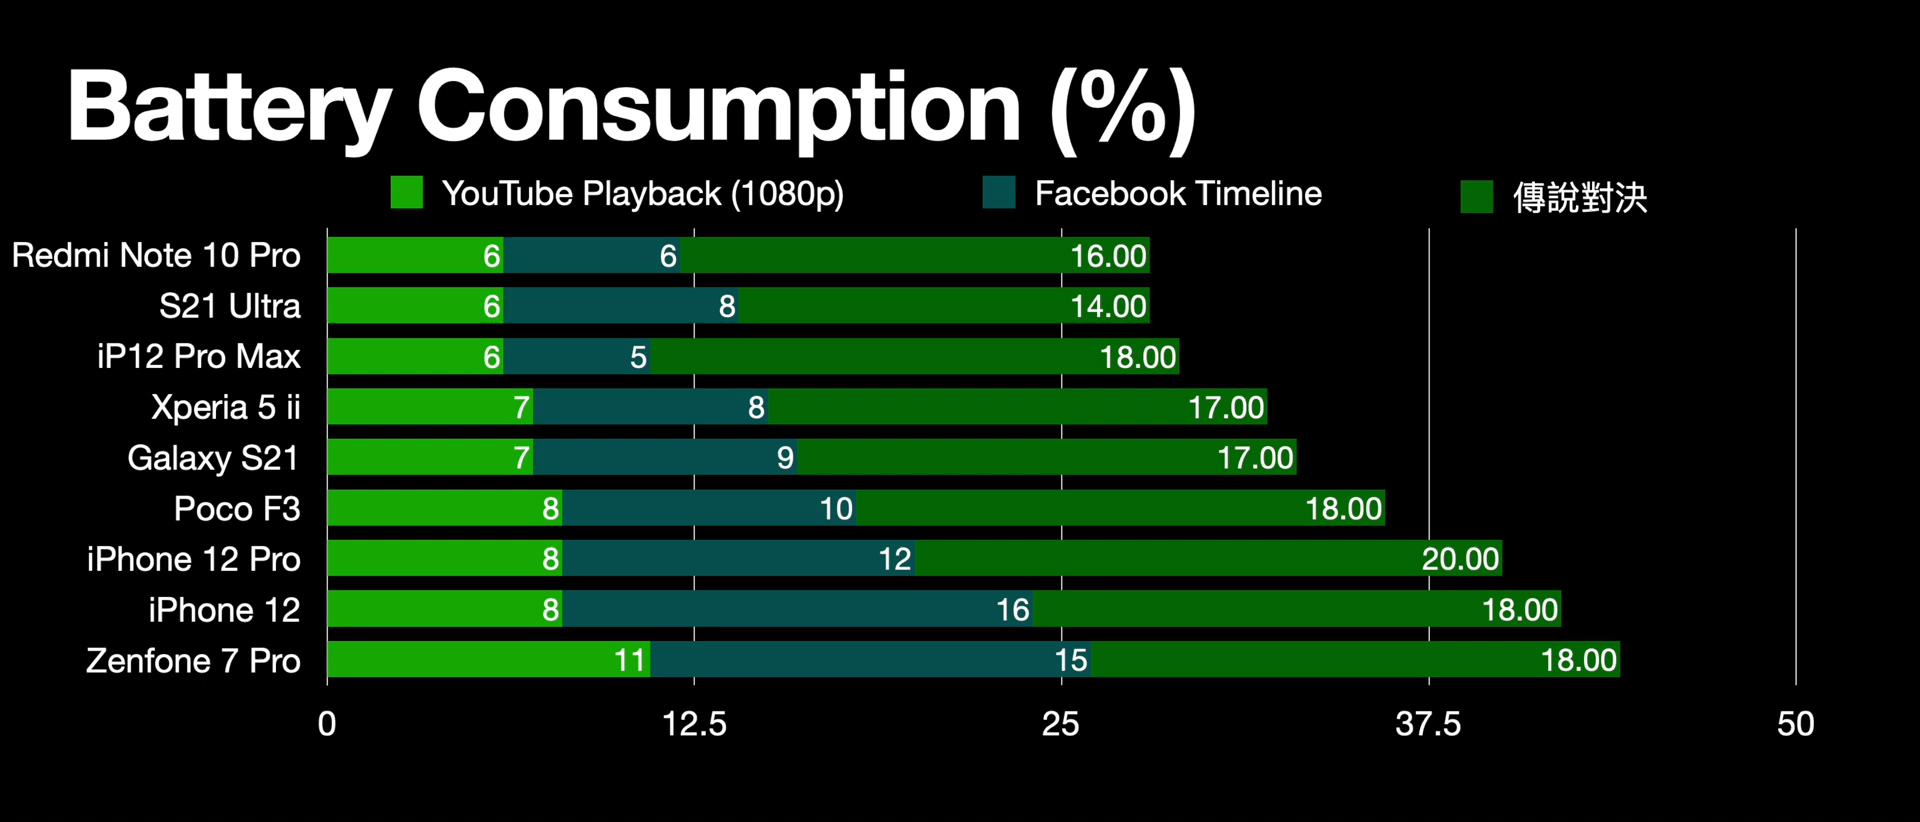 Battery Consumption (%)
YouTube Playback (1080p) Facebook Timeline 傳說對決
Redmi Note 10 Pro 6 6 16.00
S21 Ultra 6 8 14.00
iP12 Pro Max 6 5 18.00
Xperia 5 ii 7 8 17.00
Galaxy S21 7 9 17.00
Poco F3 8 10 18.00
iPhone 12 Pro 8 12 20.00
iPhone 12 8 16 18.00
Zenfone 7 Pro 11 15 18.00
0 12.5 25 37.5 50